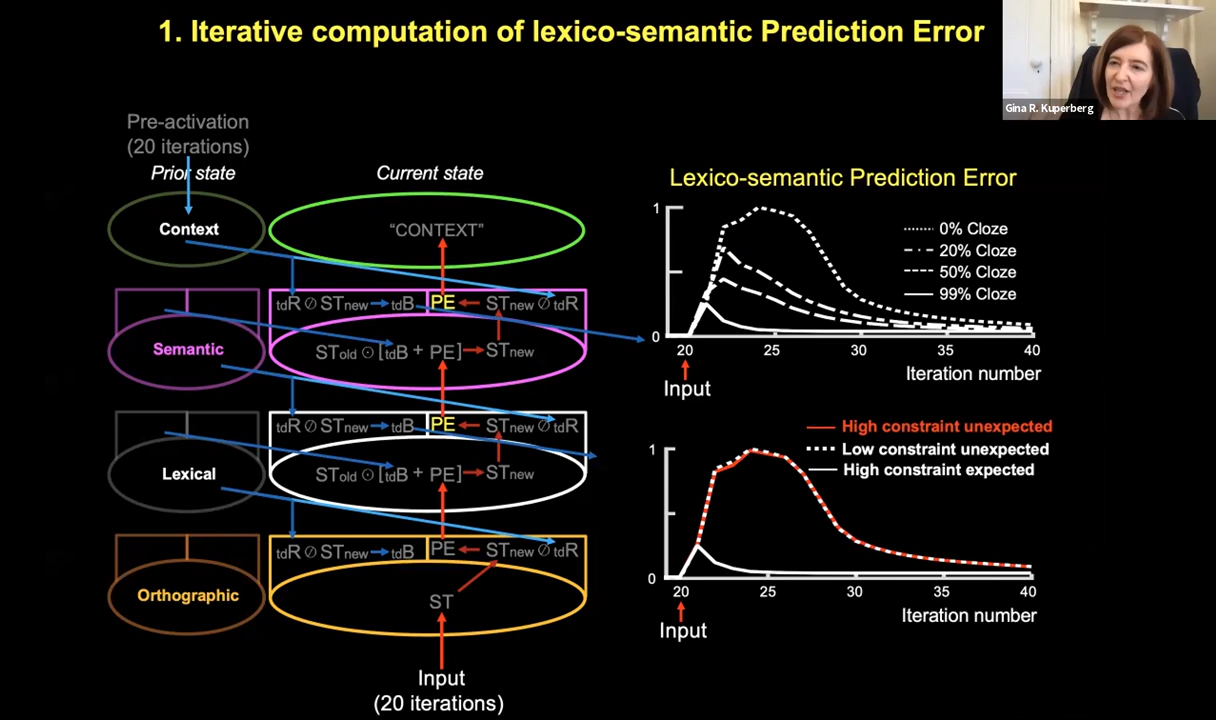 1. Iterative computation of lexico-semantic Prediction Error
Gina R. Kuperberg
Pre-activation
(20 iterations)
Prior state
Current state
Context
"CONTEXT"
tdR ⊘ STnew tdB PE STnew ⊘ tdR
Semantic
STold ⊙ [tdB + PE] STnew
tdR ⊘ STnew tdB PE STnew ⊘ tdR
Lexical
STold ⊙ [tdB + PE] STnew
tdR ⊘ STnew tdB PE STnew ⊘ tdR
Orthographic
ST
Input
(20 iterations)
Lexico-semantic Prediction Error
1
0% Cloze
20% Cloze
50% Cloze
99% Cloze
0
20 25 30 35 40
Iteration number
Input
High constraint unexpected
Low constraint unexpected
High constraint expected
1
0
20 25 30 35 40
Iteration number
Input